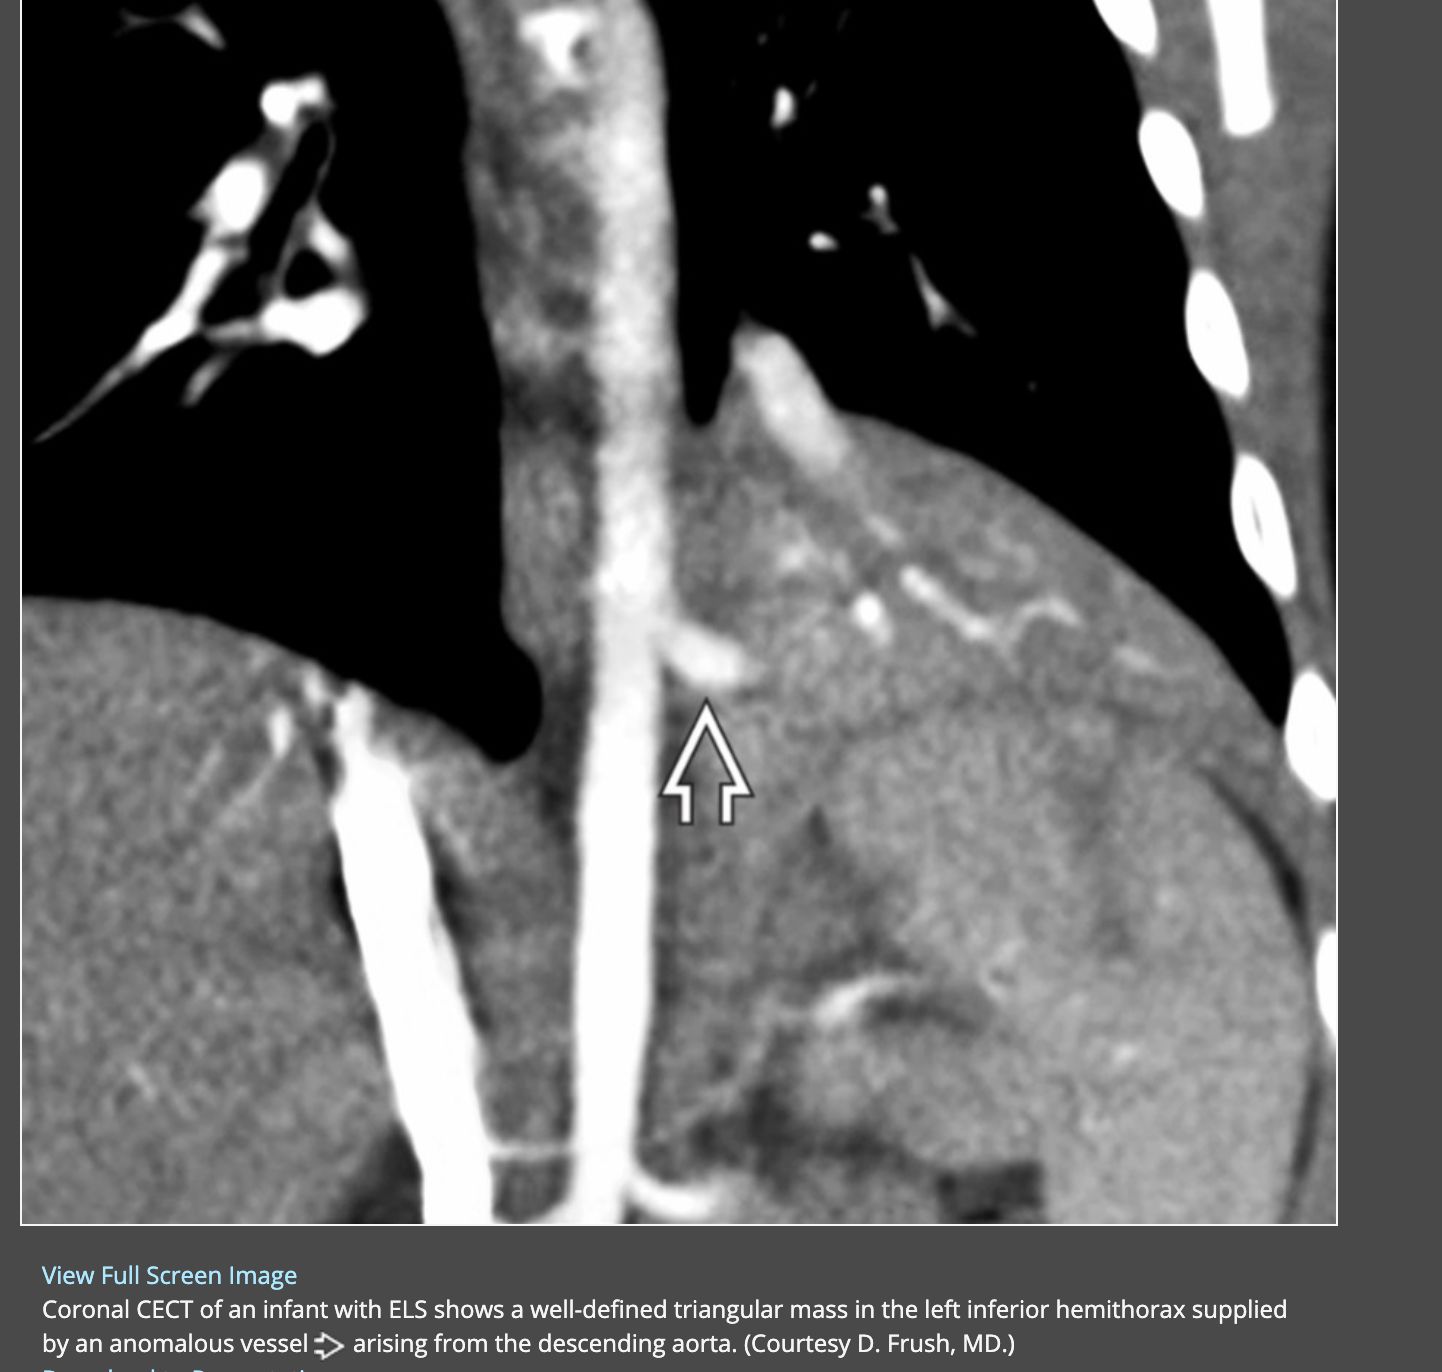 View Full Screen Image
Coronal CECT of an infant with ELS shows a well-defined triangular mass in the left inferior hemithorax supplied
by an anomalous vessel arising from the descending aorta. (Courtesy D. Frush, MD.)